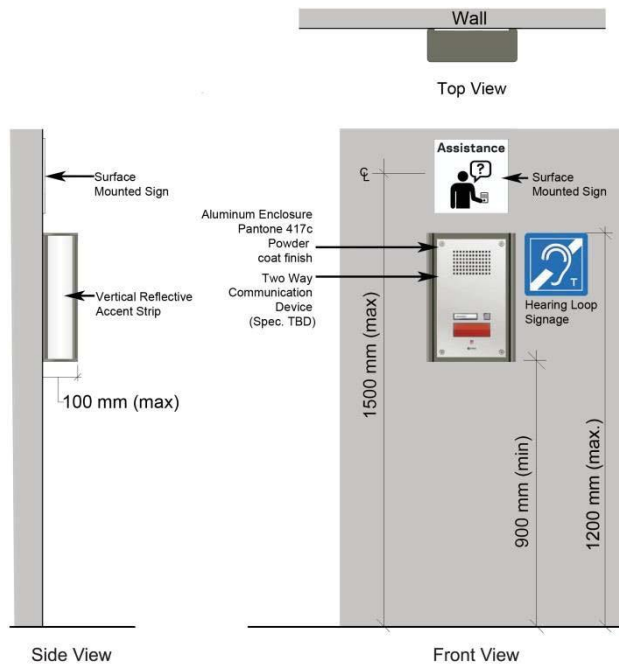 Wall
Top View
Surface
Mounted Sign
Vertical Reflective
Accent Strip
100 mm (max)
Side View
Assistance
?
℄
Surface
Mounted Sign
Aluminum Enclosure
Pantone 417c
Powder
coat finish
Two Way
Communication
Device
(Spec. TBD)
T
Hearing Loop
Signage
1500 mm (max)
900 mm (min)
1200 mm (max.)
Front View